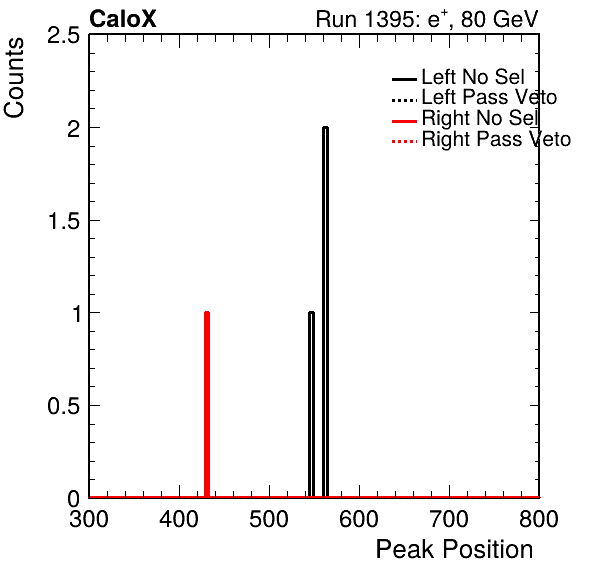 CaloX Run 1395: e+, 80 GeV
Counts
2.5
2
1.5
1
0.5
0
Left No Sel
Left Pass Veto
Right No Sel
Right Pass Veto
300 400 500 600 700 800
Peak Position